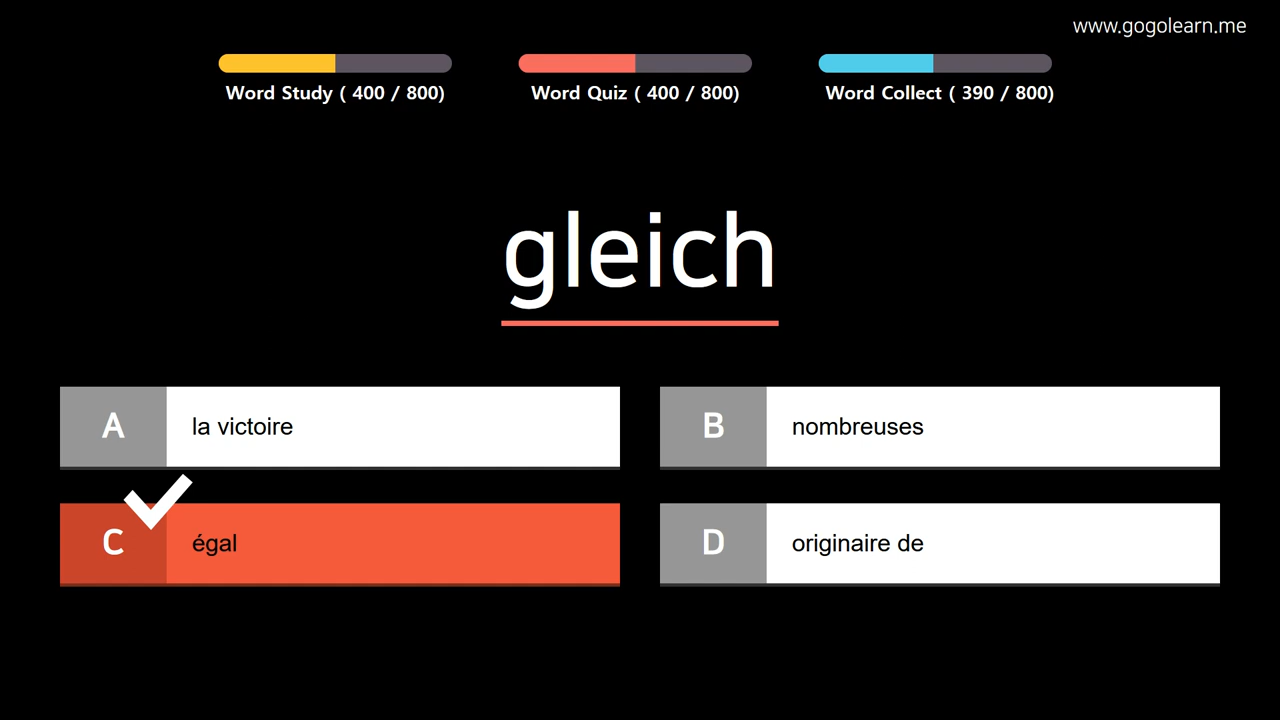 www.gogolearn.me
Word Study ( 400 / 800)
Word Quiz ( 400 / 800)
Word Collect ( 390 / 800)
gleich
A
la victoire
B
nombreuses
C
égal
D
originaire de